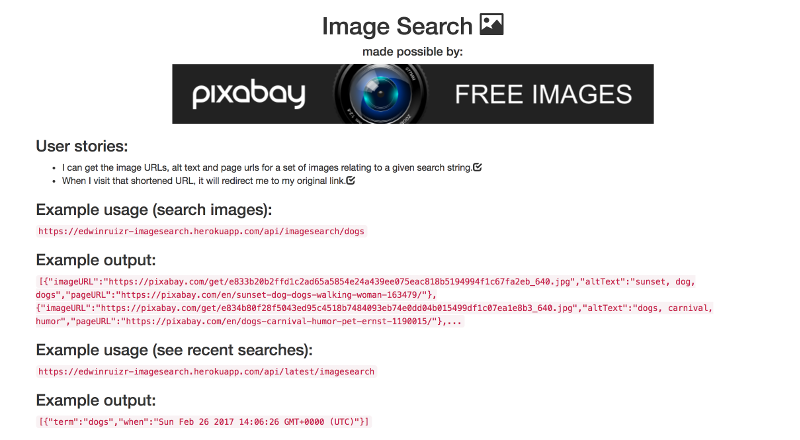 Image Search
made possible by:
pixabay FREE IMAGES
User stories:
I can get the image URLs, alt text and page urls for a set of images relating to a given search string.
When I visit that shortened URL, it will redirect me to my original link.
Example usage (search images):
https://edwinruizr-imagesearch.herokuapp.com/api/imagesearch/dogs
Example output:
[{"imageURL":"https://pixabay.com/get/e833b20b2ffd1c2ad65a5854e24a439ee075eac818b5194994f1c67fa2eb_640.jpg","altText":"sunset, dog,
dogs","pageURL":"https://pixabay.com/en/sunset-dog-dogs-walking-woman-163479/"},
{"imageURL":"https://pixabay.com/get/e834b80f28f5043ed95c4518b7484093eb74e0dd04b015499df1c07ea1e8b3_640.jpg","altText":"dogs, carnival,
humor","pageURL":"https://pixabay.com/en/dogs-carnival-humor-pet-ernst-1190015/"},...
Example usage (see recent searches):
https://edwinruizr-imagesearch.herokuapp.com/api/latest/imagesearch
Example output:
[{"term":"dogs","when":"Sun Feb 26 2017 14:06:26 GMT+0000 (UTC)"}]